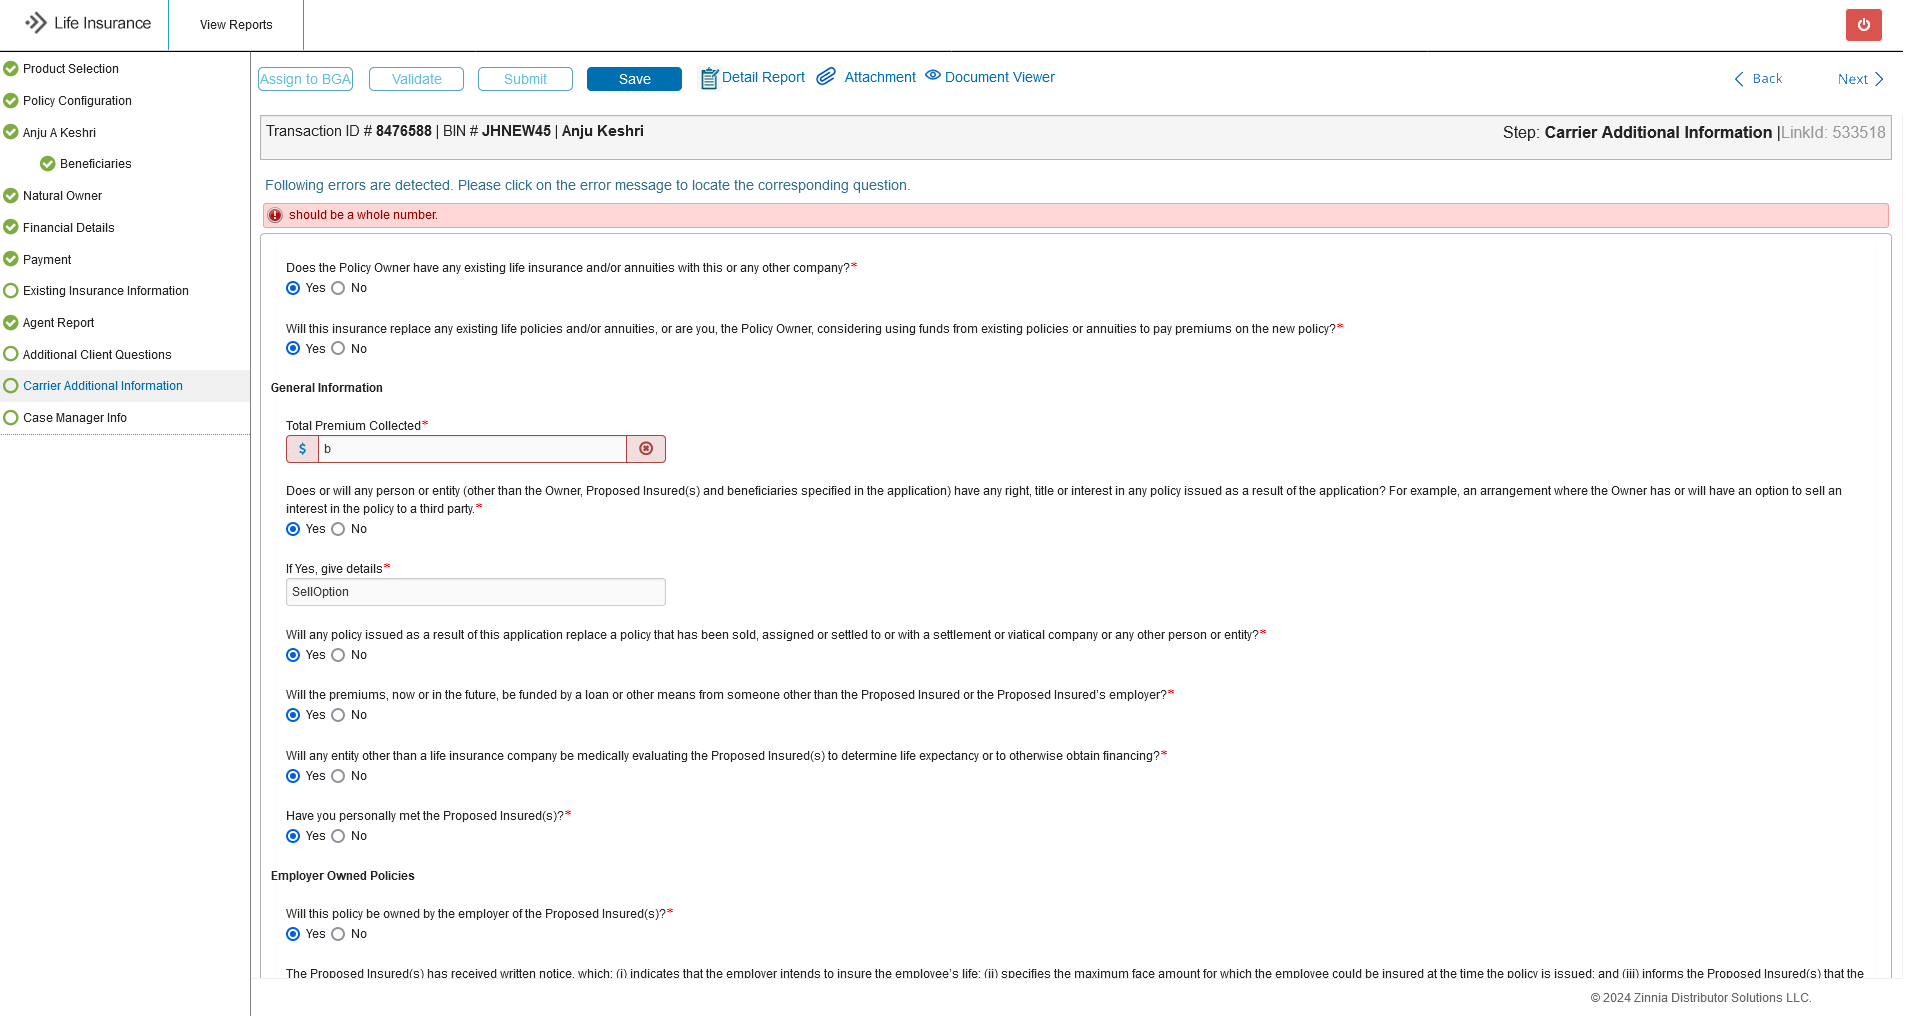 Life Insurance
View Reports
Product Selection
Policy Configuration
Anju A Keshri
Beneficiaries
Natural Owner
Financial Details
Payment
Existing Insurance Information
Agent Report
Additional Client Questions
Carrier Additional Information
Case Manager Info
Assign to BGA
Validate
Submit
Save
Detail Report
Attachment
Document Viewer
Back
Next
Transaction ID # 8476588 | BIN # JHNEW45 | Anju Keshri
Step: Carrier Additional Information |LinkId: 533518
Following errors are detected. Please click on the error message to locate the corresponding question.
should be a whole number.
Does the Policy Owner have any existing life insurance and/or annuities with this or any other company?*
Yes No
Will this insurance replace any existing life policies and/or annuities, or are you, the Policy Owner, considering using funds from existing policies or annuities to pay premiums on the new policy?*
Yes No
General Information
Total Premium Collected*
$ b
Does or will any person or entity (other than the Owner, Proposed Insured(s) and beneficiaries specified in the application) have any right, title or interest in any policy issued as a result of the application? For example, an arrangement where the Owner has or will have an option to sell an
interest in the policy to a third party.*
Yes No
If Yes, give details*
SellOption
Will any policy issued as a result of this application replace a policy that has been sold, assigned or settled to or with a settlement or viatical company or any other person or entity?*
Yes No
Will the premiums, now or in the future, be funded by a loan or other means from someone other than the Proposed Insured or the Proposed Insured's employer?*
Yes No
Will any entity other than a life insurance company be medically evaluating the Proposed Insured(s) to determine life expectancy or to otherwise obtain financing?*
Yes No
Have you personally met the Proposed Insured(s)?*
Yes No
Employer Owned Policies
Will this policy be owned by the employer of the Proposed Insured(s)?*
Yes No
The Proposed Insured(s) has received written notice, which: (i) indicates that the employer intends to insure the employee's life; (ii) specifies the maximum face amount for which the employee could be insured at the time the policy is issued; and (iii) informs the Proposed Insured(s) that the
© 2024 Zinnia Distributor Solutions LLC.